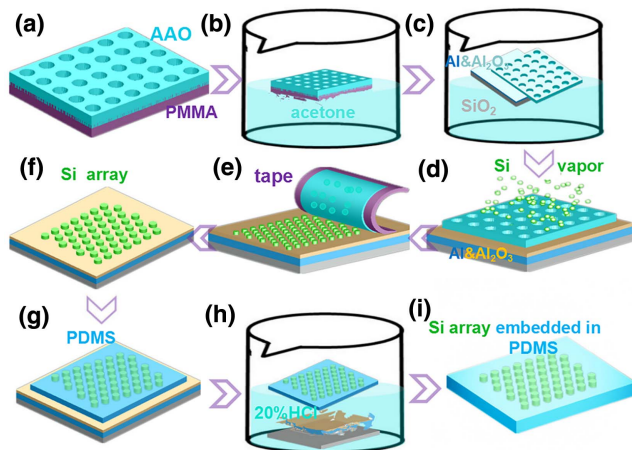 (a)
AAO
PMMA
(b)
acetone
(c)
Al&Al2O3
SiO2
(f)
Si array
(e)
tape
Si vapor
(d)
Al&Al2O3
(g)
PDMS
(h)
20%HCl
(i)
Si array embedded in
PDMS